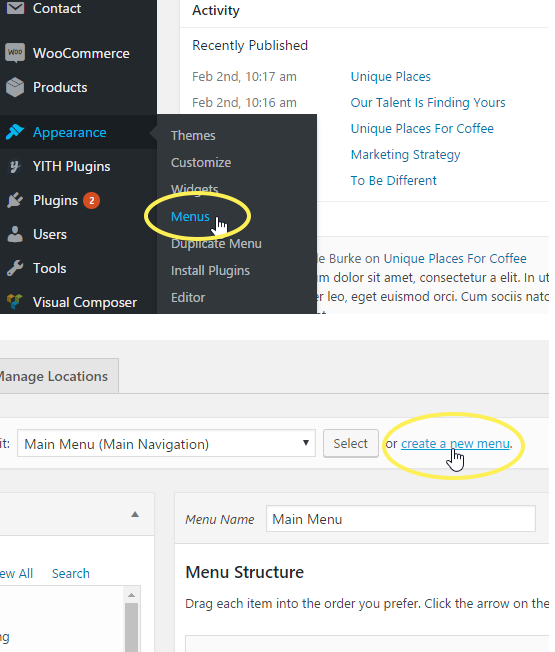 Contact
WOO WooCommerce
Products
Appearance
YITH Plugins
Plugins 2
Users
Tools
Visual Composer
Themes
Customize
Widgets
Menus
Duplicate Menu
Install Plugins
Editor
Activity
Recently Published
Feb 2nd, 10:17 am Unique Places
Feb 2nd, 10:16 am Our Talent Is Finding Yours
Unique Places For Coffee
Marketing Strategy
To Be Different
le Burke on Unique Places For Coffee
m dolor sit amet, consectetur a elit. In ut
er leo, eget euismod orci. Cum sociis nato
Manage Locations
it: Main Menu (Main Navigation) Select or create a new menu.
ew All Search
ng
Menu Name Main Menu
Menu Structure
Drag each item into the order you prefer. Click the arrow on the